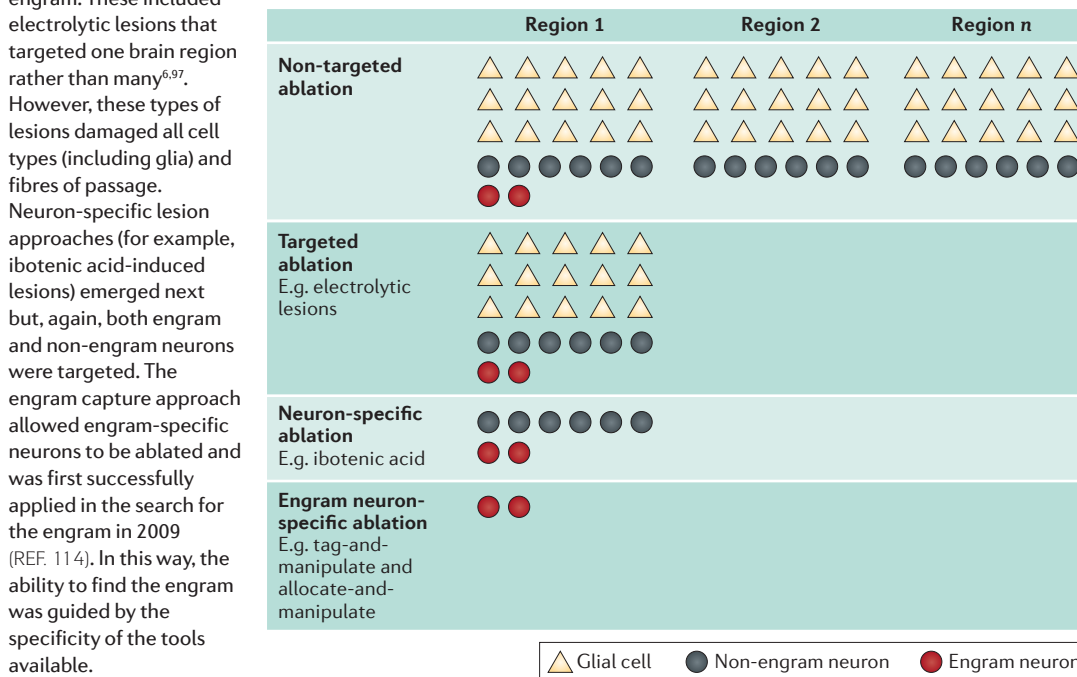 engram. These included
electrolytic lesions that
targeted one brain region
rather than many6,97.
However, these types of
lesions damaged all cell
types (including glia) and
fibres of passage.
Neuron-specific lesion
approaches (for example,
ibotenic acid-induced
lesions) emerged next
but, again, both engram
and non-engram neurons
were targeted. The
engram capture approach
allowed engram-specific
neurons to be ablated and
was first successfully
applied in the search for
the engram in 2009
(REF. 114). In this way, the
ability to find the engram
was guided by the
specificity of the tools
available.
Region 1 Region 2 Region n
Non-targeted
ablation
Targeted
ablation
E.g. electrolytic
lesions
Neuron-specific
ablation
E.g. ibotenic acid
Engram neuron-
specific ablation
E.g. tag-and-
manipulate and
allocate-and-
manipulate
Glial cell Non-engram neuron Engram neuron